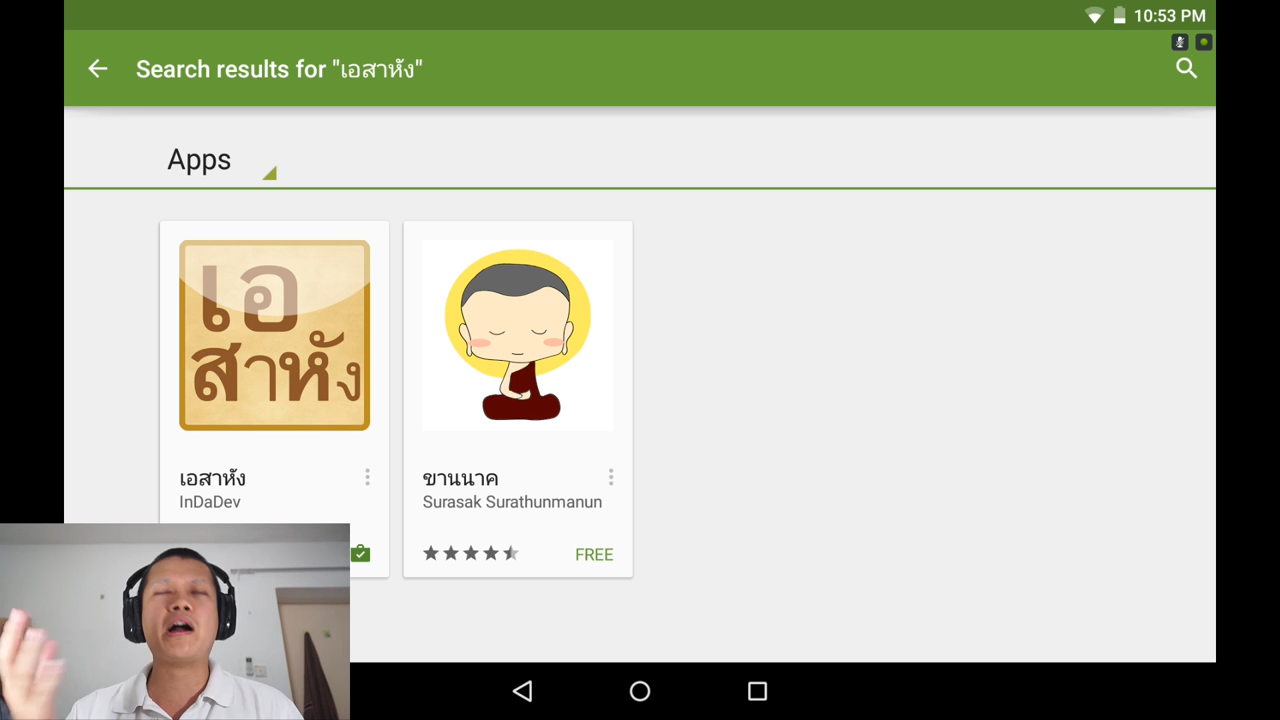 10:53 PM
Search results for "เอสาหัง"
Apps
เอ
สาหัง
เอสาหัง
InDaDev
ขานนาค
Surasak Surathunmanun
FREE